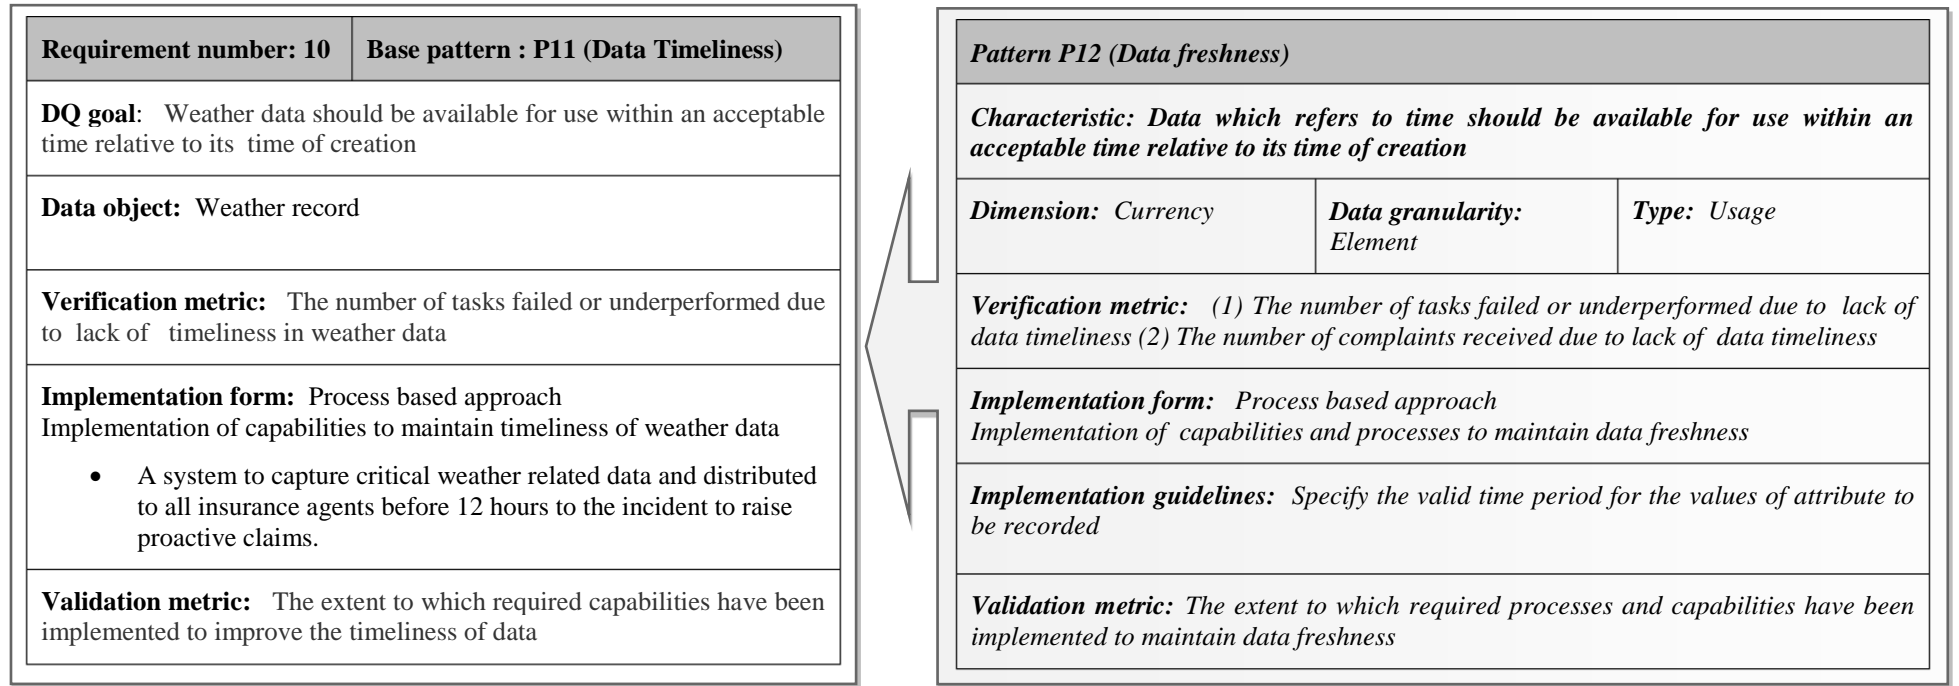 Requirement number: 10 Base pattern : P11 (Data Timeliness)
DQ goal: Weather data should be available for use within an acceptable
time relative to its time of creation
Data object: Weather record
Verification metric: The number of tasks failed or underperformed due
to lack of timeliness in weather data
Implementation form: Process based approach
Implementation of capabilities to maintain timeliness of weather data
• A system to capture critical weather related data and distributed
to all insurance agents before 12 hours to the incident to raise
proactive claims.
Validation metric: The extent to which required capabilities have been
implemented to improve the timeliness of data
Pattern P12 (Data freshness)
Characteristic: Data which refers to time should be available for use within an
acceptable time relative to its time of creation
Dimension: Currency
Data granularity:
Element
Type: Usage
Verification metric: (1) The number of tasks failed or underperformed due to lack of
data timeliness (2) The number of complaints received due to lack of data timeliness
Implementation form: Process based approach
Implementation of capabilities and processes to maintain data freshness
Implementation guidelines: Specify the valid time period for the values of attribute to
be recorded
Validation metric: The extent to which required processes and capabilities have been
implemented to maintain data freshness